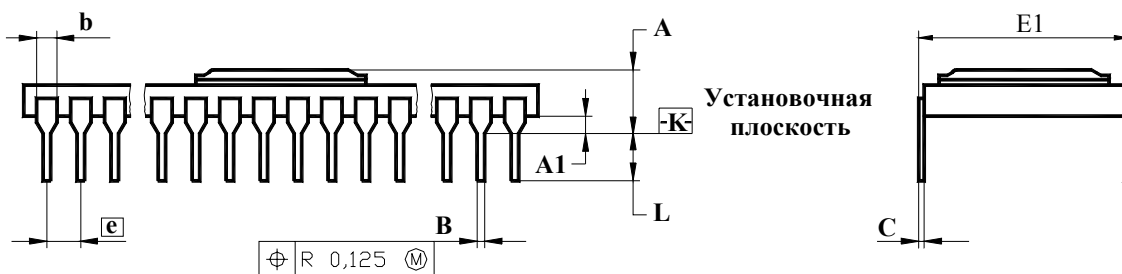 b
A
E1
-K-
Установочная
плоскость
A1
L
B
C
e
⌖ R 0,125 Ⓜ